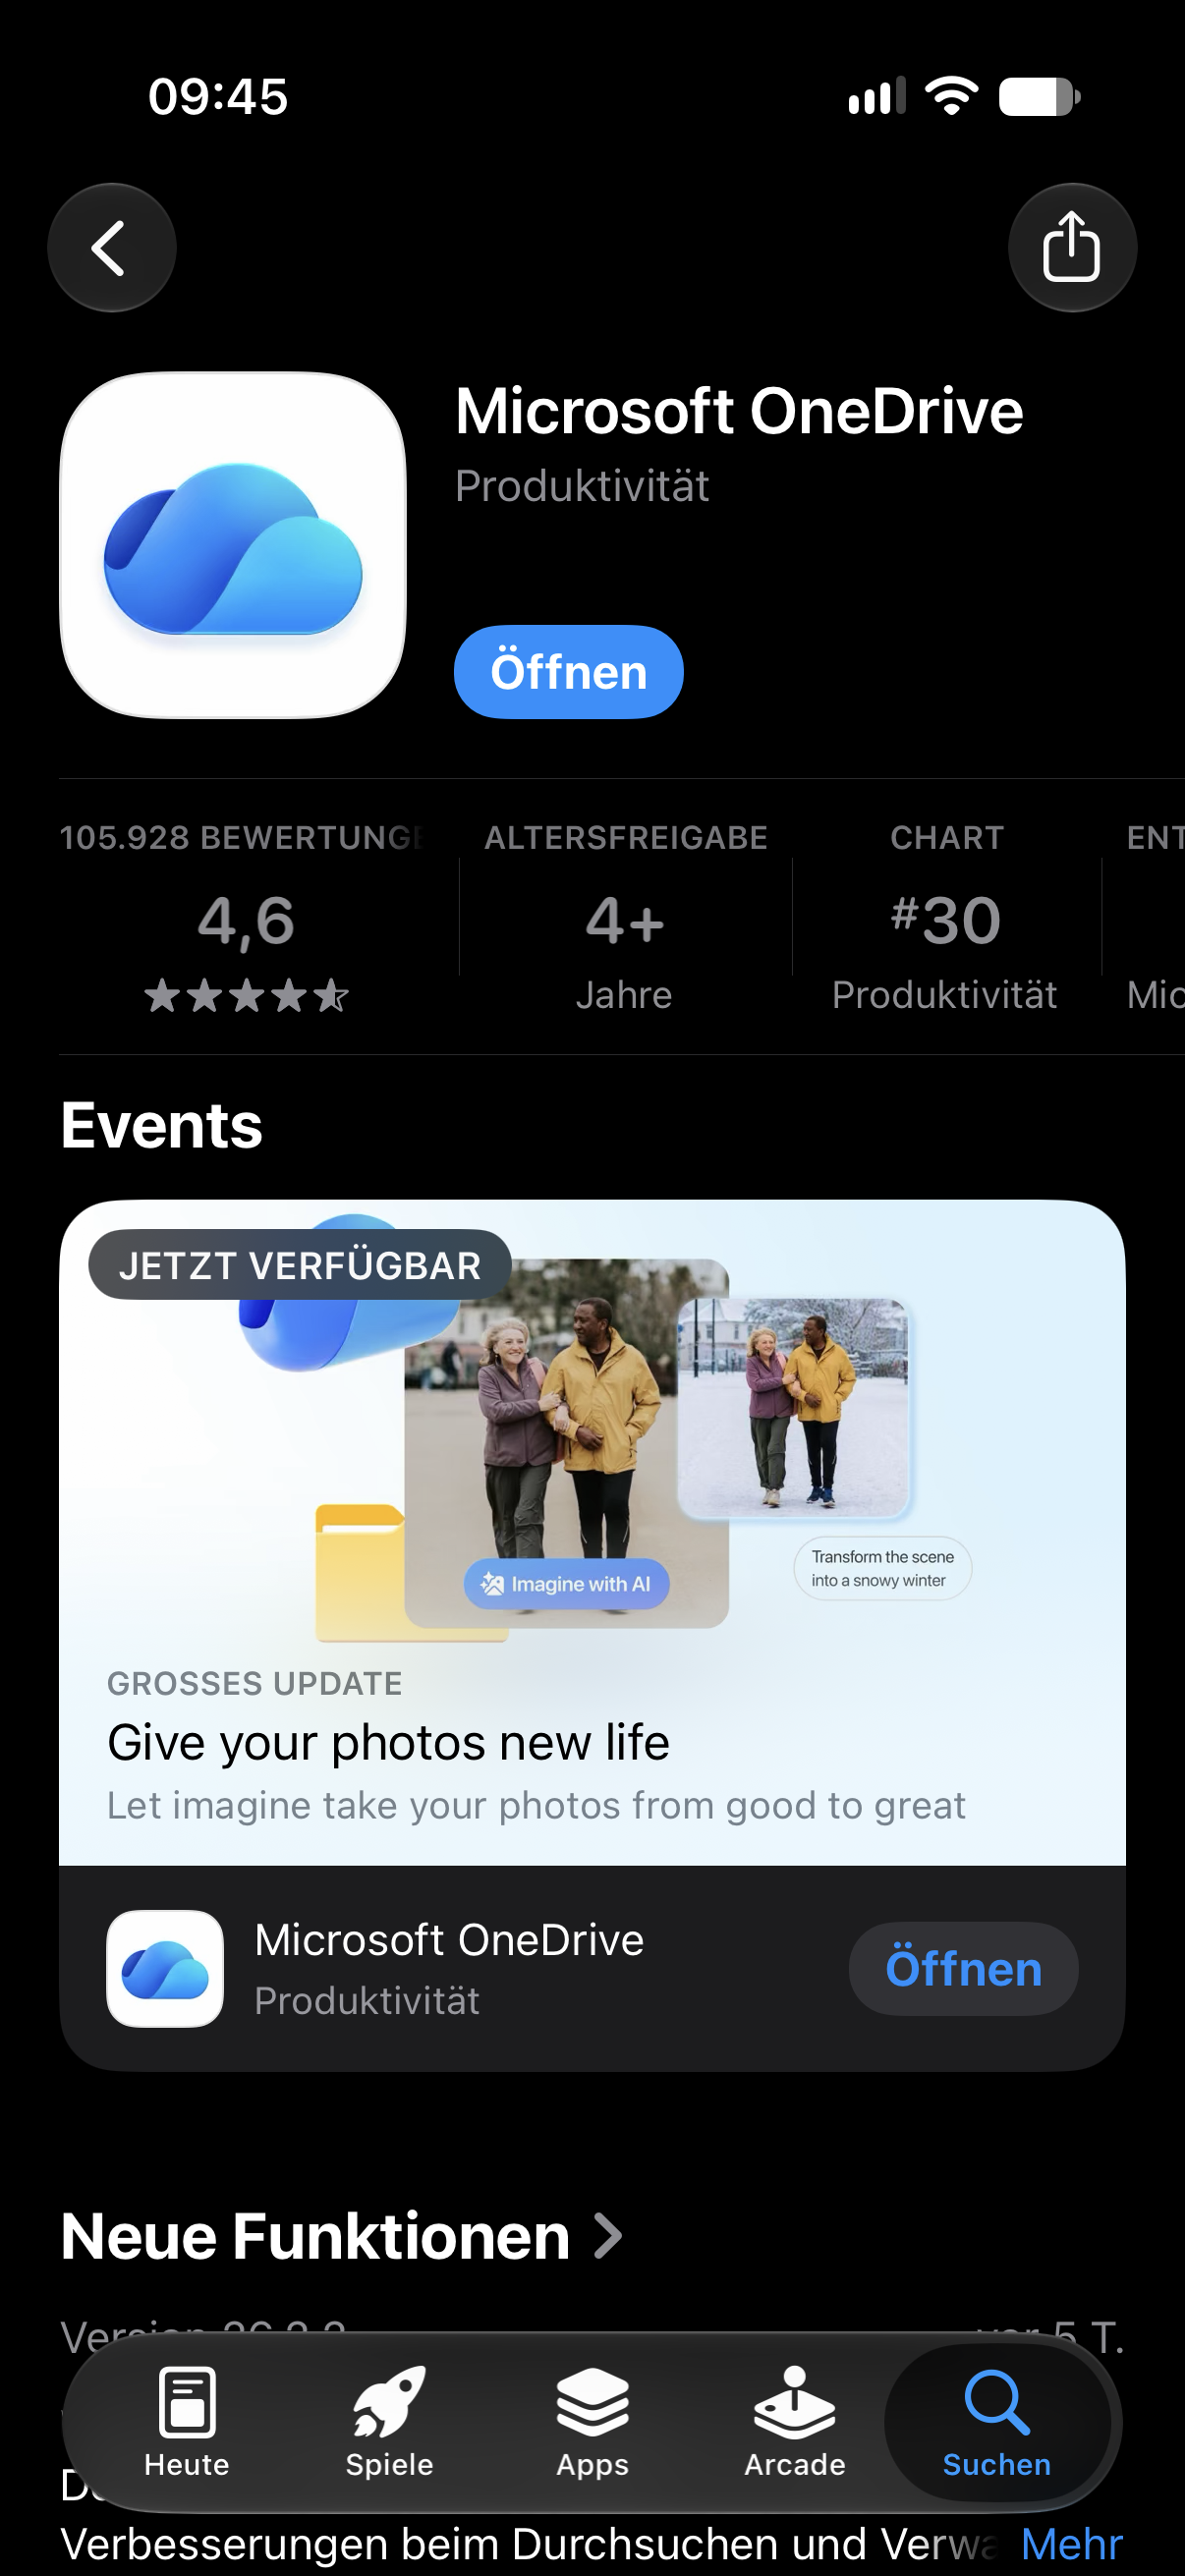 09:45
Microsoft OneDrive
Produktivität
Öffnen
105.928 BEWERTUNGE
ALTERSFREIGABE
CHART
ENT
4,6
4+
#30
Jahre
Produktivität
Mic
Events
JETZT VERFÜGBAR
Imagine with AI
Transform the scene
into a snowy winter
GROSSES UPDATE
Give your photos new life
Let imagine take your photos from good to great
Microsoft OneDrive
Produktivität
Öffnen
Neue Funktionen
Version
vor 5 T.
Heute
Spiele
Apps
Arcade
Suchen
Verbesserungen beim Durchsuchen und Verwa
Mehr